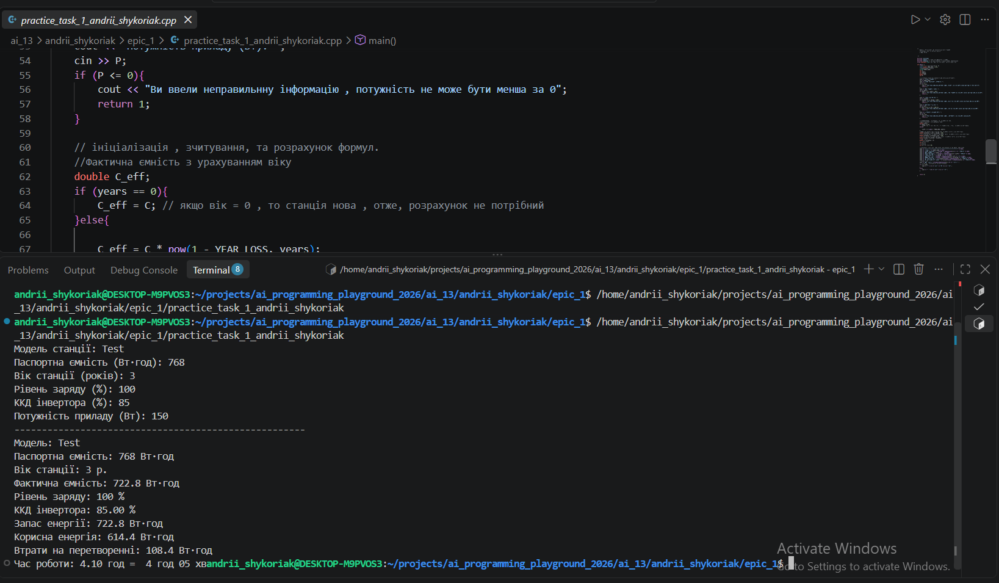 practice_task_1_andrii_shykoriak.cpp
ai_13 > andrii_shykoriak > epic_1 > practice_task_1_andrii_shykoriak.cpp > main()
54 cin >> P;
55 if (P <= 0){
56 cout << "Ви ввели неправильнну інформацію , потужність не може бути менша за 0";
57 return 1;
58 }
59
60 // ініціалізація , зчитування, та розрахунок формул.
61 //Фактична ємність з урахуванням віку
62 double C_eff;
63 if (years == 0){
64 C_eff = C; // якщо вік = 0 , то станція нова , отже, розрахунок не потрібний
65 }else{
66
67 C_eff = C * pow(1 - YEAR_LOSS, years);
Problems Output Debug Console Terminal 8 /home/andrii_shykoriak/projects/ai_programming_playground_2026/ai_13/andrii_shykoriak/epic_1/practice_task_1_andrii_shykoriak - epic_1
andrii_shykoriak@DESKTOP-M9PVOS3:~/projects/ai_programming_playground_2026/ai_13/andrii_shykoriak/epic_1$ /home/andrii_shykoriak/projects/ai_programming_playground_2026/ai
_13/andrii_shykoriak/epic_1/practice_task_1_andrii_shykoriak
andrii_shykoriak@DESKTOP-M9PVOS3:~/projects/ai_programming_playground_2026/ai_13/andrii_shykoriak/epic_1$ /home/andrii_shykoriak/projects/ai_programming_playground_2026/ai
_13/andrii_shykoriak/epic_1/practice_task_1_andrii_shykoriak
Модель станції: Test
Паспортна ємність (Вт·год): 768
Вік станції (років): 3
Рівень заряду (%): 100
ККД інвертора (%): 85
Потужність приладу (Вт): 150
-----------------------------------------------------
Модель: Test
Паспортна ємність: 768 Вт·год
Вік станції: 3 р.
Фактична ємність: 722.8 Вт·год
Рівень заряду: 100 %
ККД інвертора: 85.00 %
Запас енергії: 722.8 Вт·год
Корисна енергія: 614.4 Вт·год
Втрати на перетворенні: 108.4 Вт·год
Час роботи: 4.10 год =  4 год 05 хвandrii_shykoriak@DESKTOP-M9PVOS3:~/projects/ai_programming_playground_2026/ai_13/andrii_shykoriak/epic_1$
Activate Windows
Go to Settings to activate Windows.